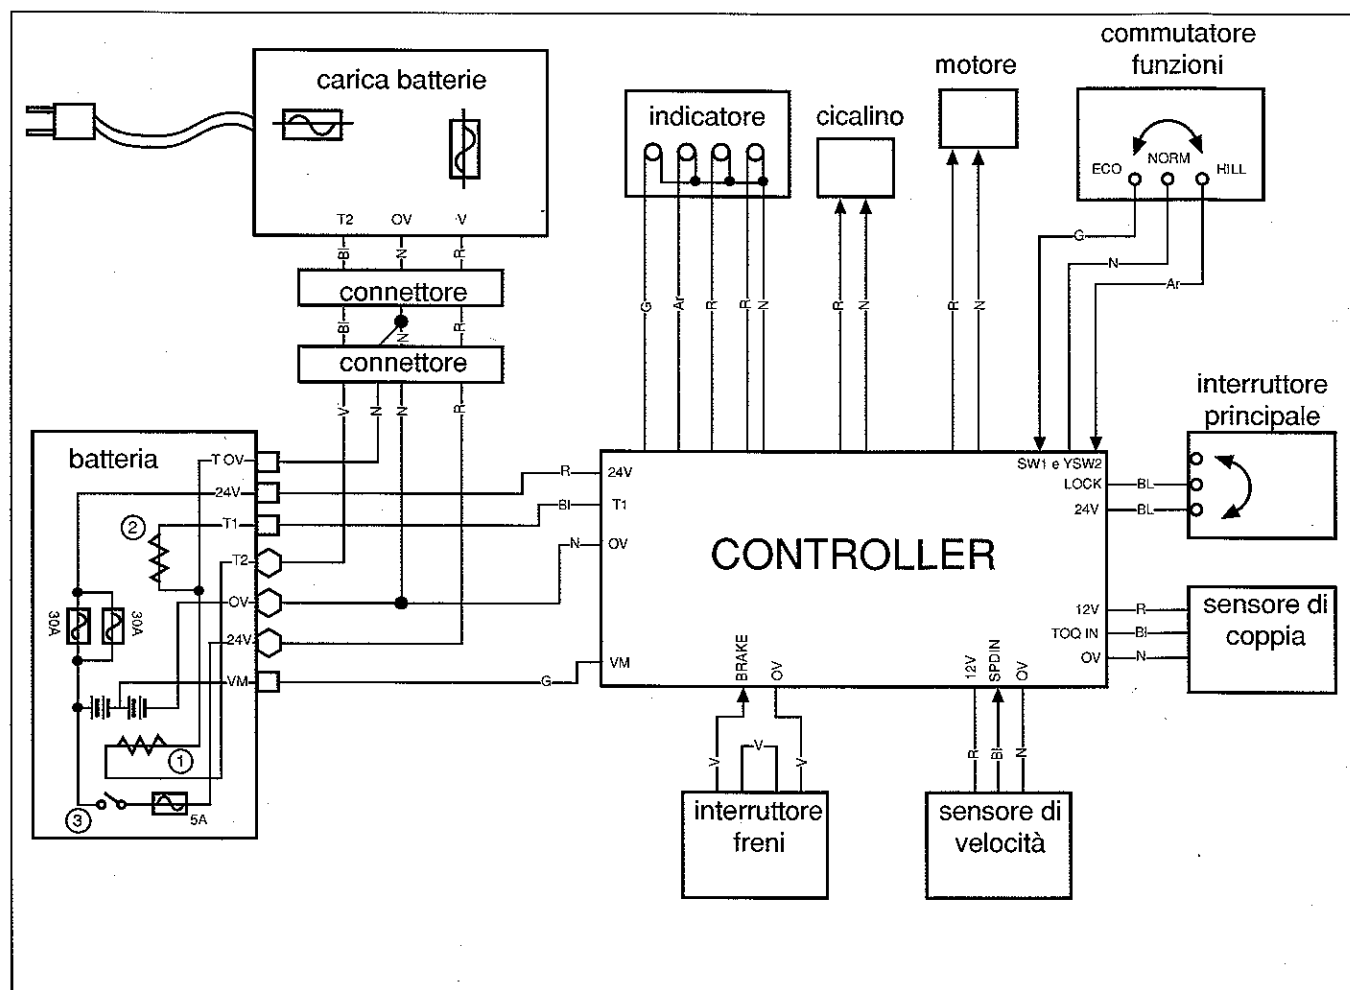 carica batterie
T2 OV V
Bl N R
connettore
Bl N R
connettore
V N N R
indicatore
G Ar R R N
cicalino
R N
motore
R N
commutatore
funzioni
ECO NORM HILL
G
N
Ar
interruttore
principale
batteria
T OV
24V
T1
T2
OV
24V
VM
2
30A
30A
1
3
5A
R
Bl
N
G
CONTROLLER
24V
T1
OV
VM
SW1 e YSW2
LOCK
24V
BL
BL
12V
TOQ IN
OV
R
Bl
N
sensore di
coppia
BRAKE
OV
12V
SPDIN
OV
V V V
R Bl N
interruttore
freni
sensore di
velocità